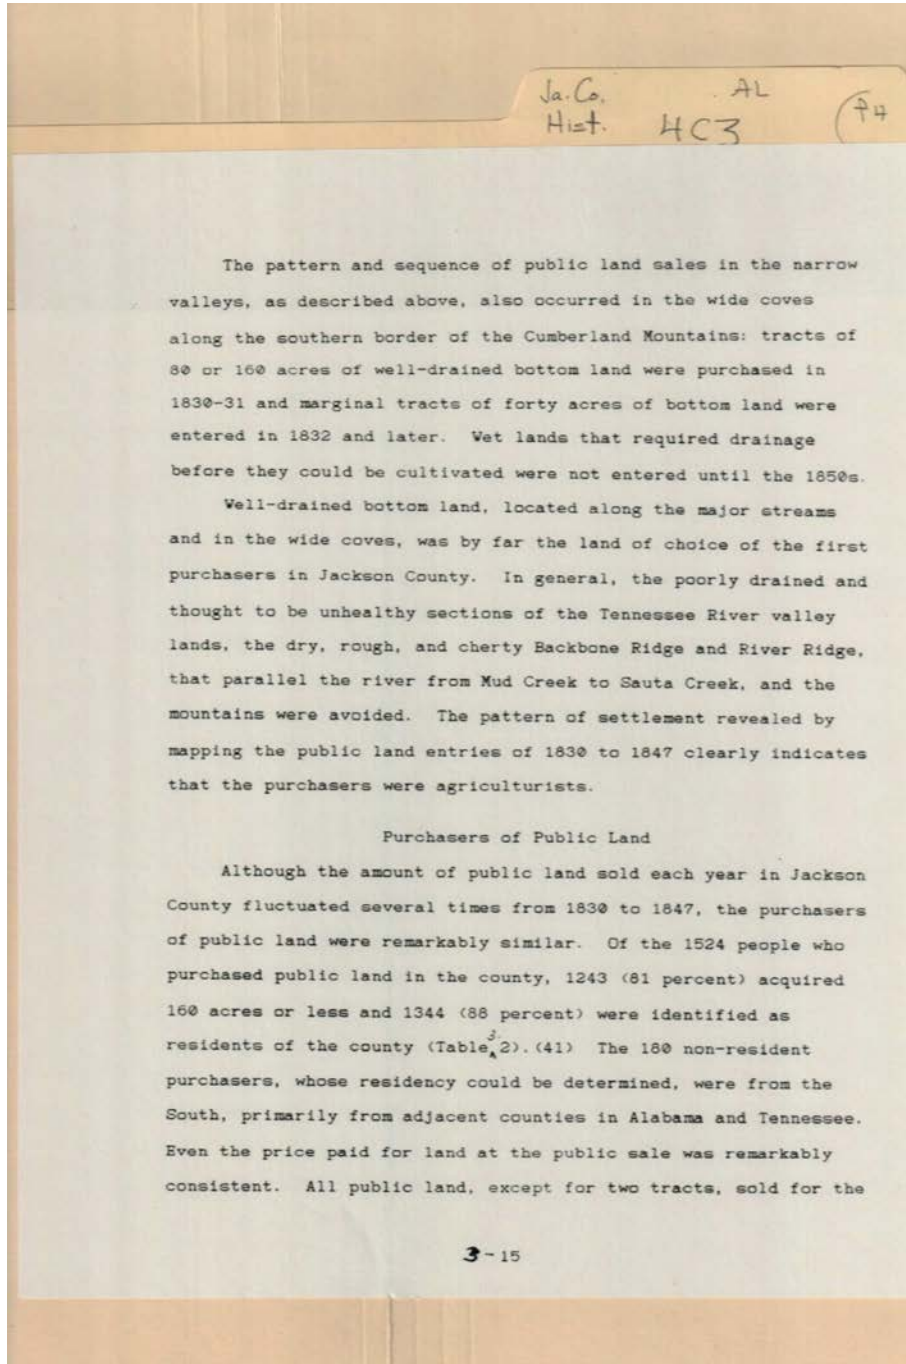 Ja. Co. AL
Hist. 4C3 P4
The pattern and sequence of public land sales in the narrow
valleys, as described above, also occurred in the wide coves
along the southern border of the Cumberland Mountains: tracts of
80 or 160 acres of well-drained bottom land were purchased in
1830-31 and marginal tracts of forty acres of bottom land were
entered in 1832 and later. Wet lands that required drainage
before they could be cultivated were not entered until the 1850s.
Well-drained bottom land, located along the major streams
and in the wide coves, was by far the land of choice of the first
purchasers in Jackson County. In general, the poorly drained and
thought to be unhealthy sections of the Tennessee River valley
lands, the dry, rough, and cherty Backbone Ridge and River Ridge,
that parallel the river from Mud Creek to Sauta Creek, and the
mountains were avoided. The pattern of settlement revealed by
mapping the public land entries of 1830 to 1847 clearly indicates
that the purchasers were agriculturists.
Purchasers of Public Land
Although the amount of public land sold each year in Jackson
County fluctuated several times from 1830 to 1847, the purchasers
of public land were remarkably similar. Of the 1524 people who
purchased public land in the county, 1243 (81 percent) acquired
160 acres or less and 1344 (88 percent) were identified as
residents of the county (Table 3. 2).(41) The 180 non-resident
purchasers, whose residency could be determined, were from the
South, primarily from adjacent counties in Alabama and Tennessee.
Even the price paid for land at the public sale was remarkably
consistent. All public land, except for two tracts, sold for the
3-15